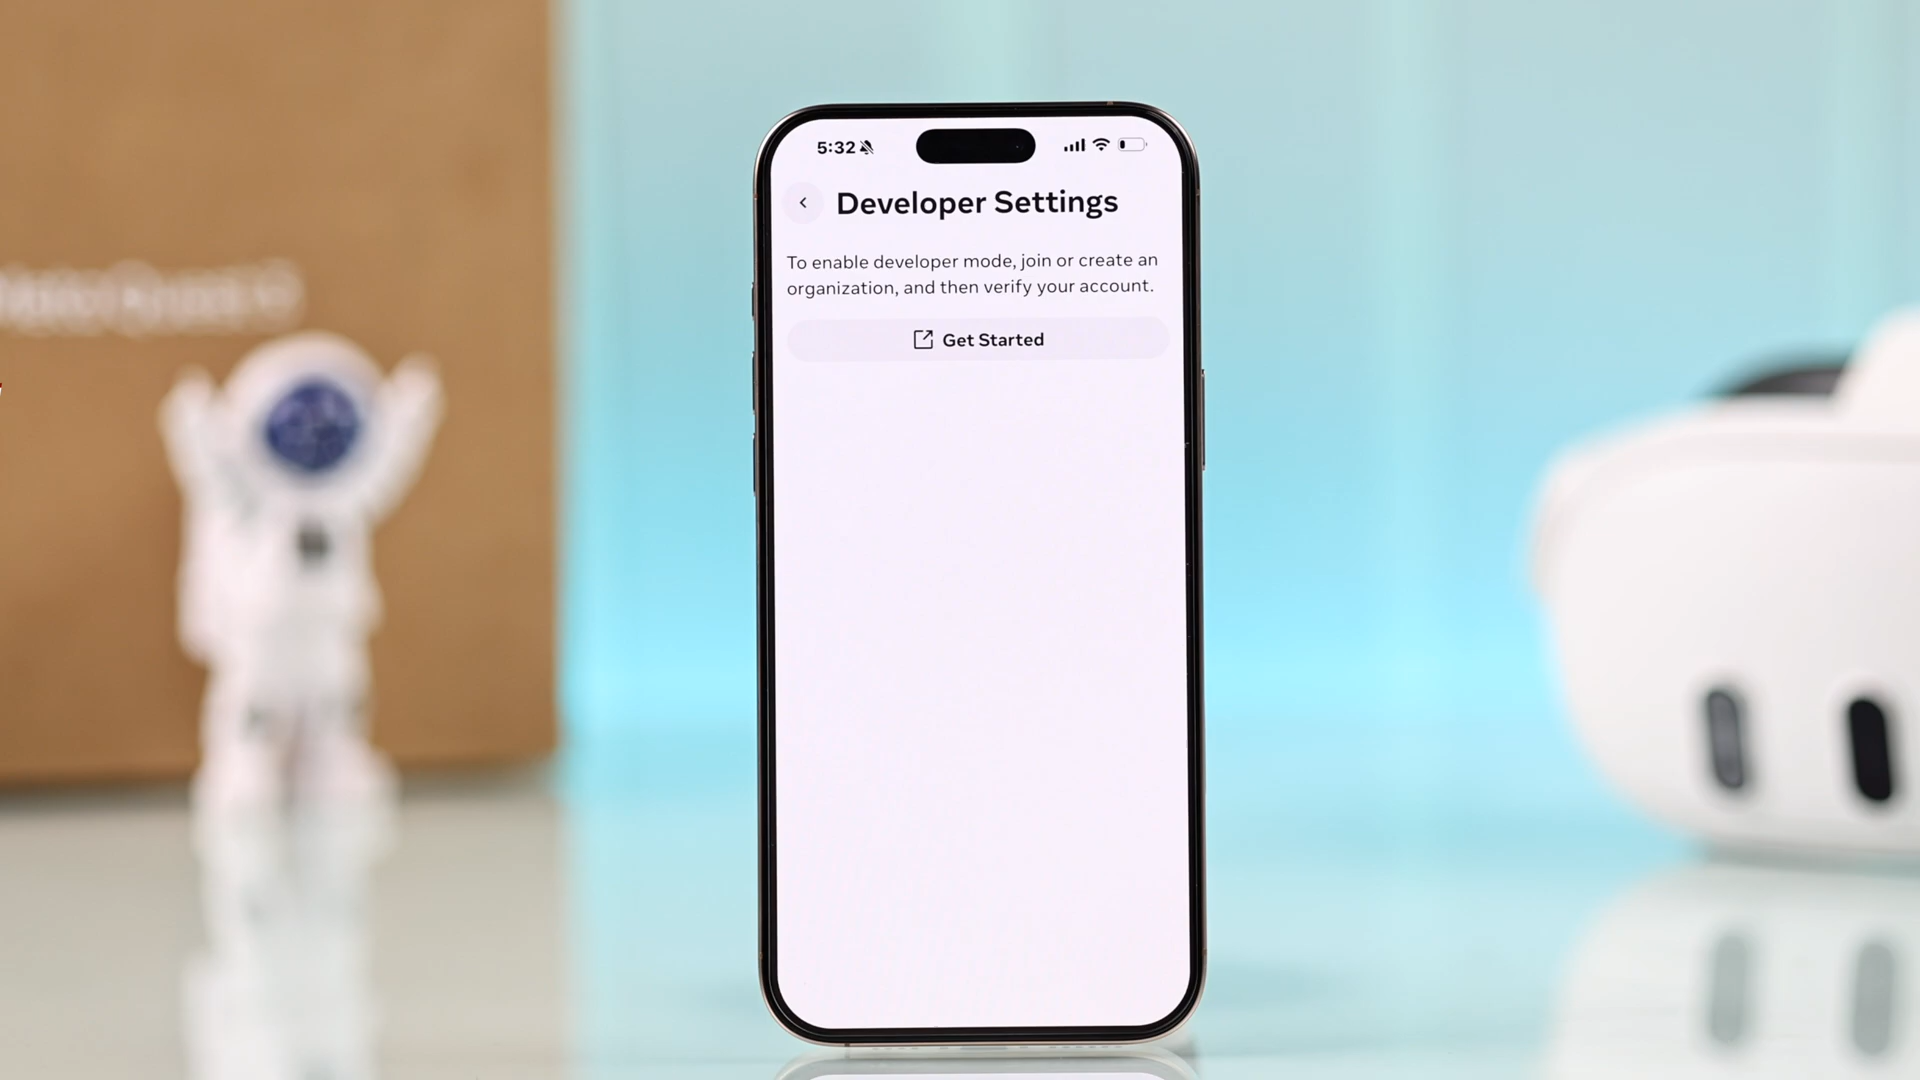 5:32
Developer Settings
To enable developer mode, join or create an
organization, and then verify your account.
Get Started